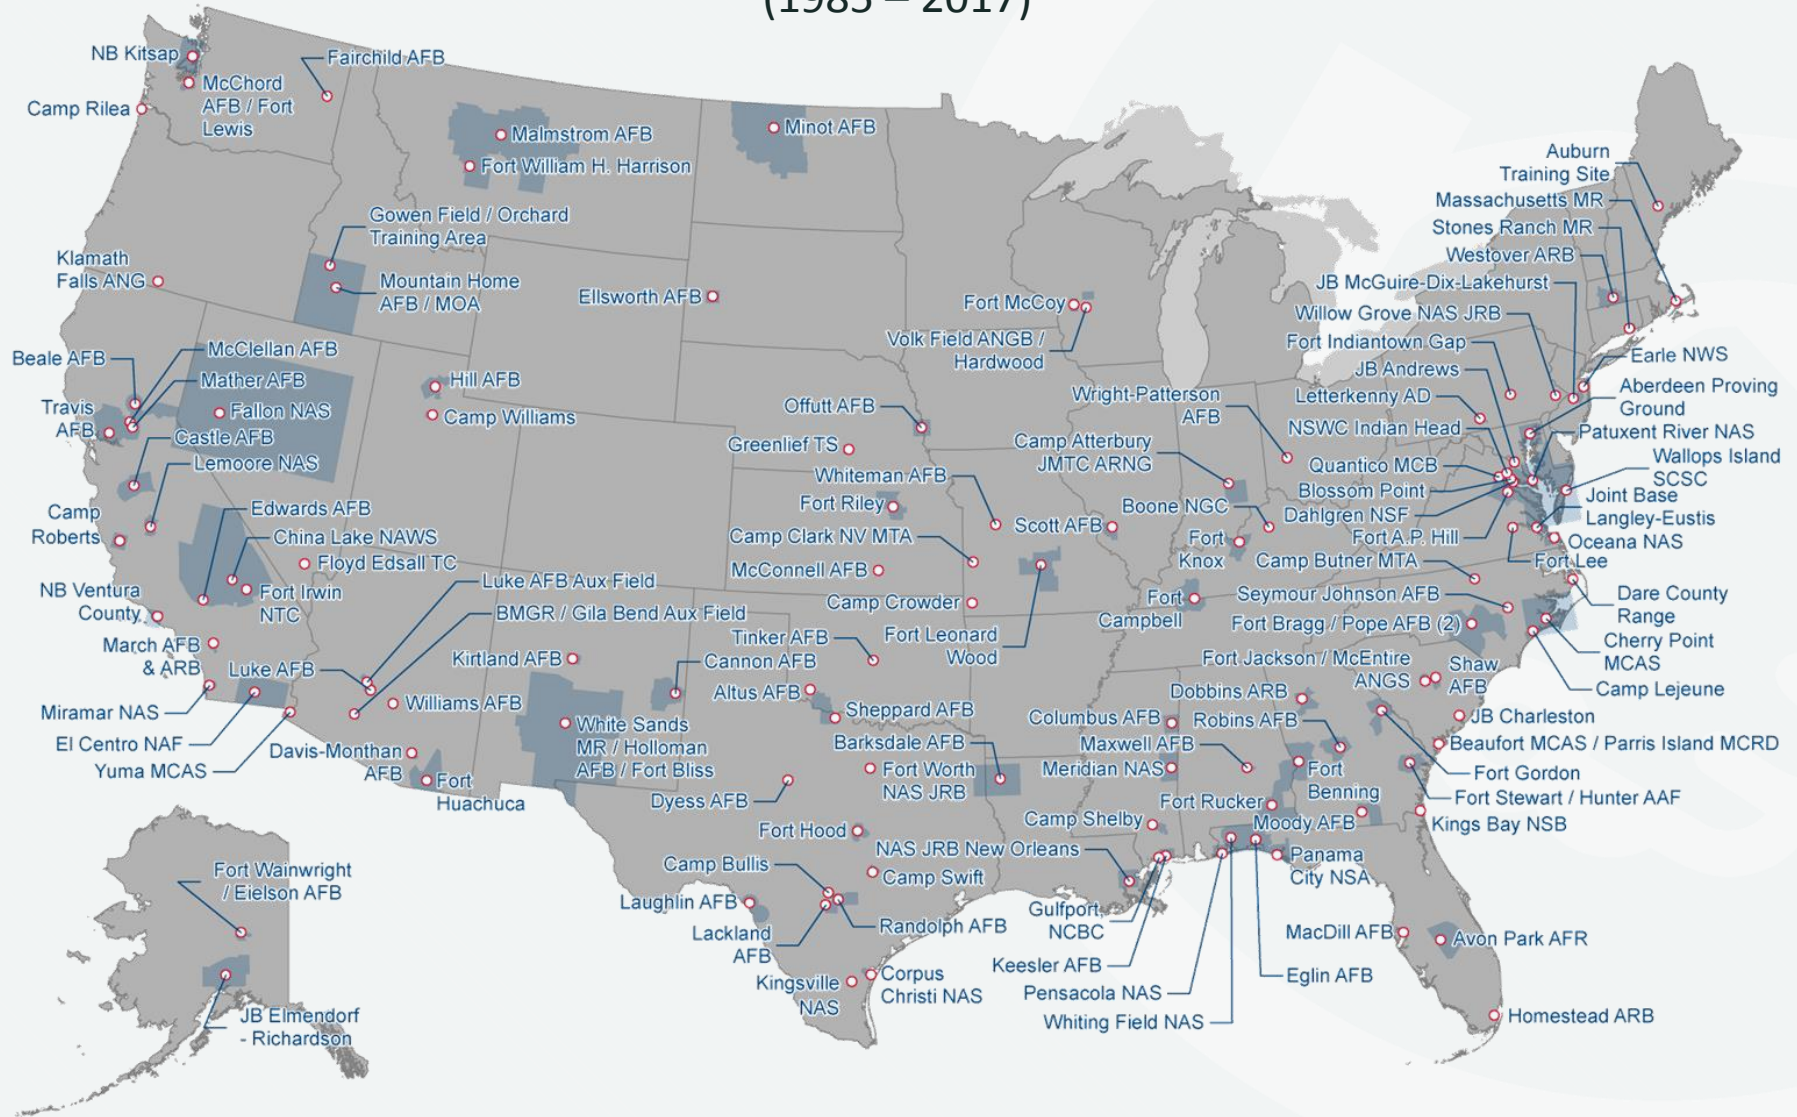 (1985 – 2017)
NB Kitsap
Fairchild AFB
McChord
AFB / Fort
Lewis
Camp Rilea
Malmstrom AFB
Fort William H. Harrison
Minot AFB
Gowen Field / Orchard
Training Area
Klamath
Falls ANG
Mountain Home
AFB / MOA
Ellsworth AFB
Fort McCoy
Volk Field ANGB /
Hardwood
Auburn
Training Site
Massachusetts MR
Stones Ranch MR
Westover ARB
JB McGuire-Dix-Lakehurst
Willow Grove NAS JRB
Fort Indiantown Gap
JB Andrews
Letterkenny AD
NSWC Indian Head
Quantico MCB
Blossom Point
Dahlgren NSF
Fort A.P. Hill
Camp Butner MTA
Earle NWS
Aberdeen Proving
Ground
Patuxent River NAS
Wallops Island
SCSC
Joint Base
Langley-Eustis
Oceana NAS
Fort Lee
Dare County
Range
Cherry Point
MCAS
Camp Lejeune
Beale AFB
McClellan AFB
Mather AFB
Travis
AFB
Fallon NAS
Castle AFB
Lemoore NAS
Hill AFB
Camp Williams
Camp
Roberts
Edwards AFB
China Lake NAWS
Floyd Edsall TC
NB Ventura
County
Fort Irwin
NTC
March AFB
& ARB
Luke AFB Aux Field
BMGR / Gila Bend Aux Field
Luke AFB
Miramar NAS
El Centro NAF
Yuma MCAS
Williams AFB
Davis-Monthan
AFB
Fort
Huachuca
Offutt AFB
Greenlief TS
Whiteman AFB
Fort Riley
Camp Clark NV MTA
McConnell AFB
Camp Crowder
Fort Leonard
Wood
Tinker AFB
Kirtland AFB
Cannon AFB
Altus AFB
Sheppard AFB
White Sands
MR / Holloman
AFB / Fort Bliss
Wright-Patterson
AFB
Camp Atterbury
JMTC ARNG
Boone NGC
Scott AFB
Fort
Knox
Fort
Campbell
Seymour Johnson AFB
Fort Bragg / Pope AFB (2)
Fort Jackson / McEntire
ANGS
Shaw
AFB
Dobbins ARB
Columbus AFB
Robins AFB
Maxwell AFB
Meridian NAS
JB Charleston
Beaufort MCAS / Parris Island MCRD
Fort Gordon
Fort Stewart / Hunter AAF
Kings Bay NSB
Fort
Benning
Fort Rucker
Moody AFB
Camp Shelby
Barksdale AFB
Fort Worth
NAS JRB
Dyess AFB
Fort Hood
NAS JRB New Orleans
Camp Bullis
Camp Swift
Laughlin AFB
Lackland
AFB
Randolph AFB
Kingsville
NAS
Corpus
Christi NAS
Gulfport,
NCBC
Keesler AFB
Pensacola NAS
Whiting Field NAS
Eglin AFB
Panama
City NSA
MacDill AFB
Avon Park AFR
Homestead ARB
Fort Wainwright
/ Eielson AFB
JB Elmendorf
- Richardson